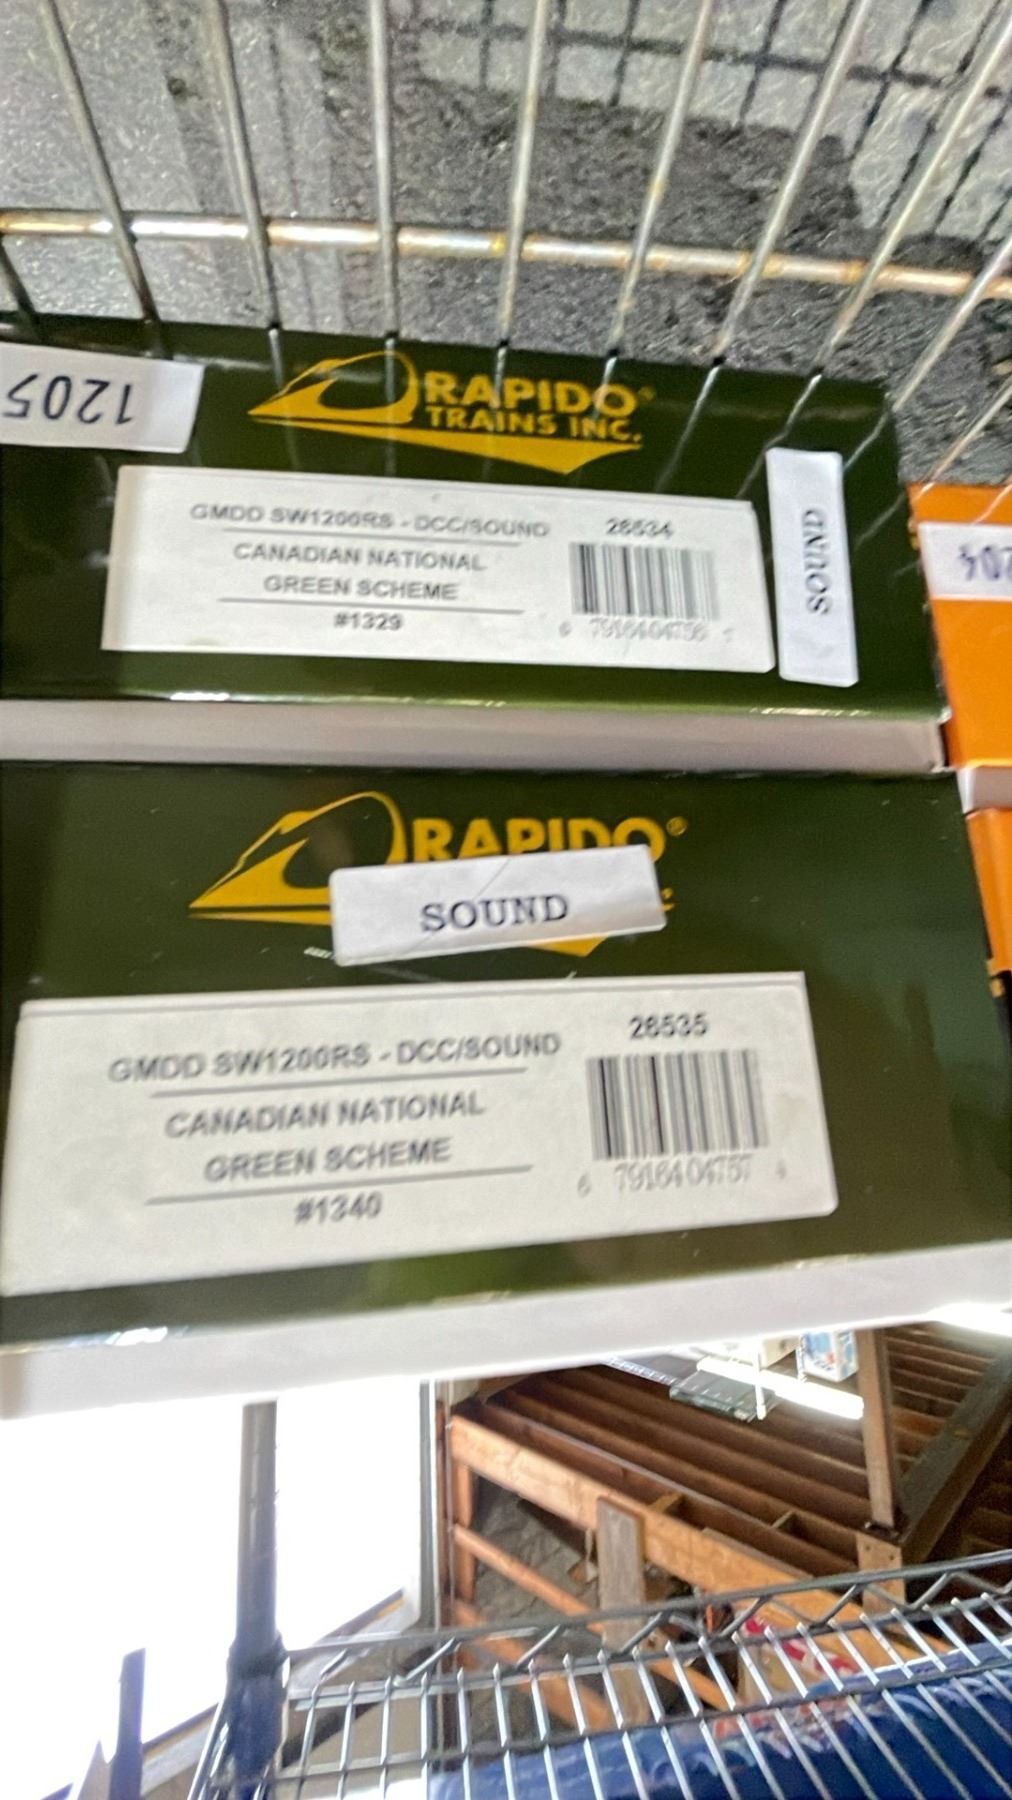 1205
RAPIDO
TRAINS INC.
GMDD SW1200RS - DCC/SOUND
28534
CANADIAN NATIONAL
GREEN SCHEME
#1329
SOUND
204
RAPIDO®
SOUND
GMDD SW1200RS - DCC/SOUND
28535
CANADIAN NATIONAL
GREEN SCHEME
#1340
6 79164 04757